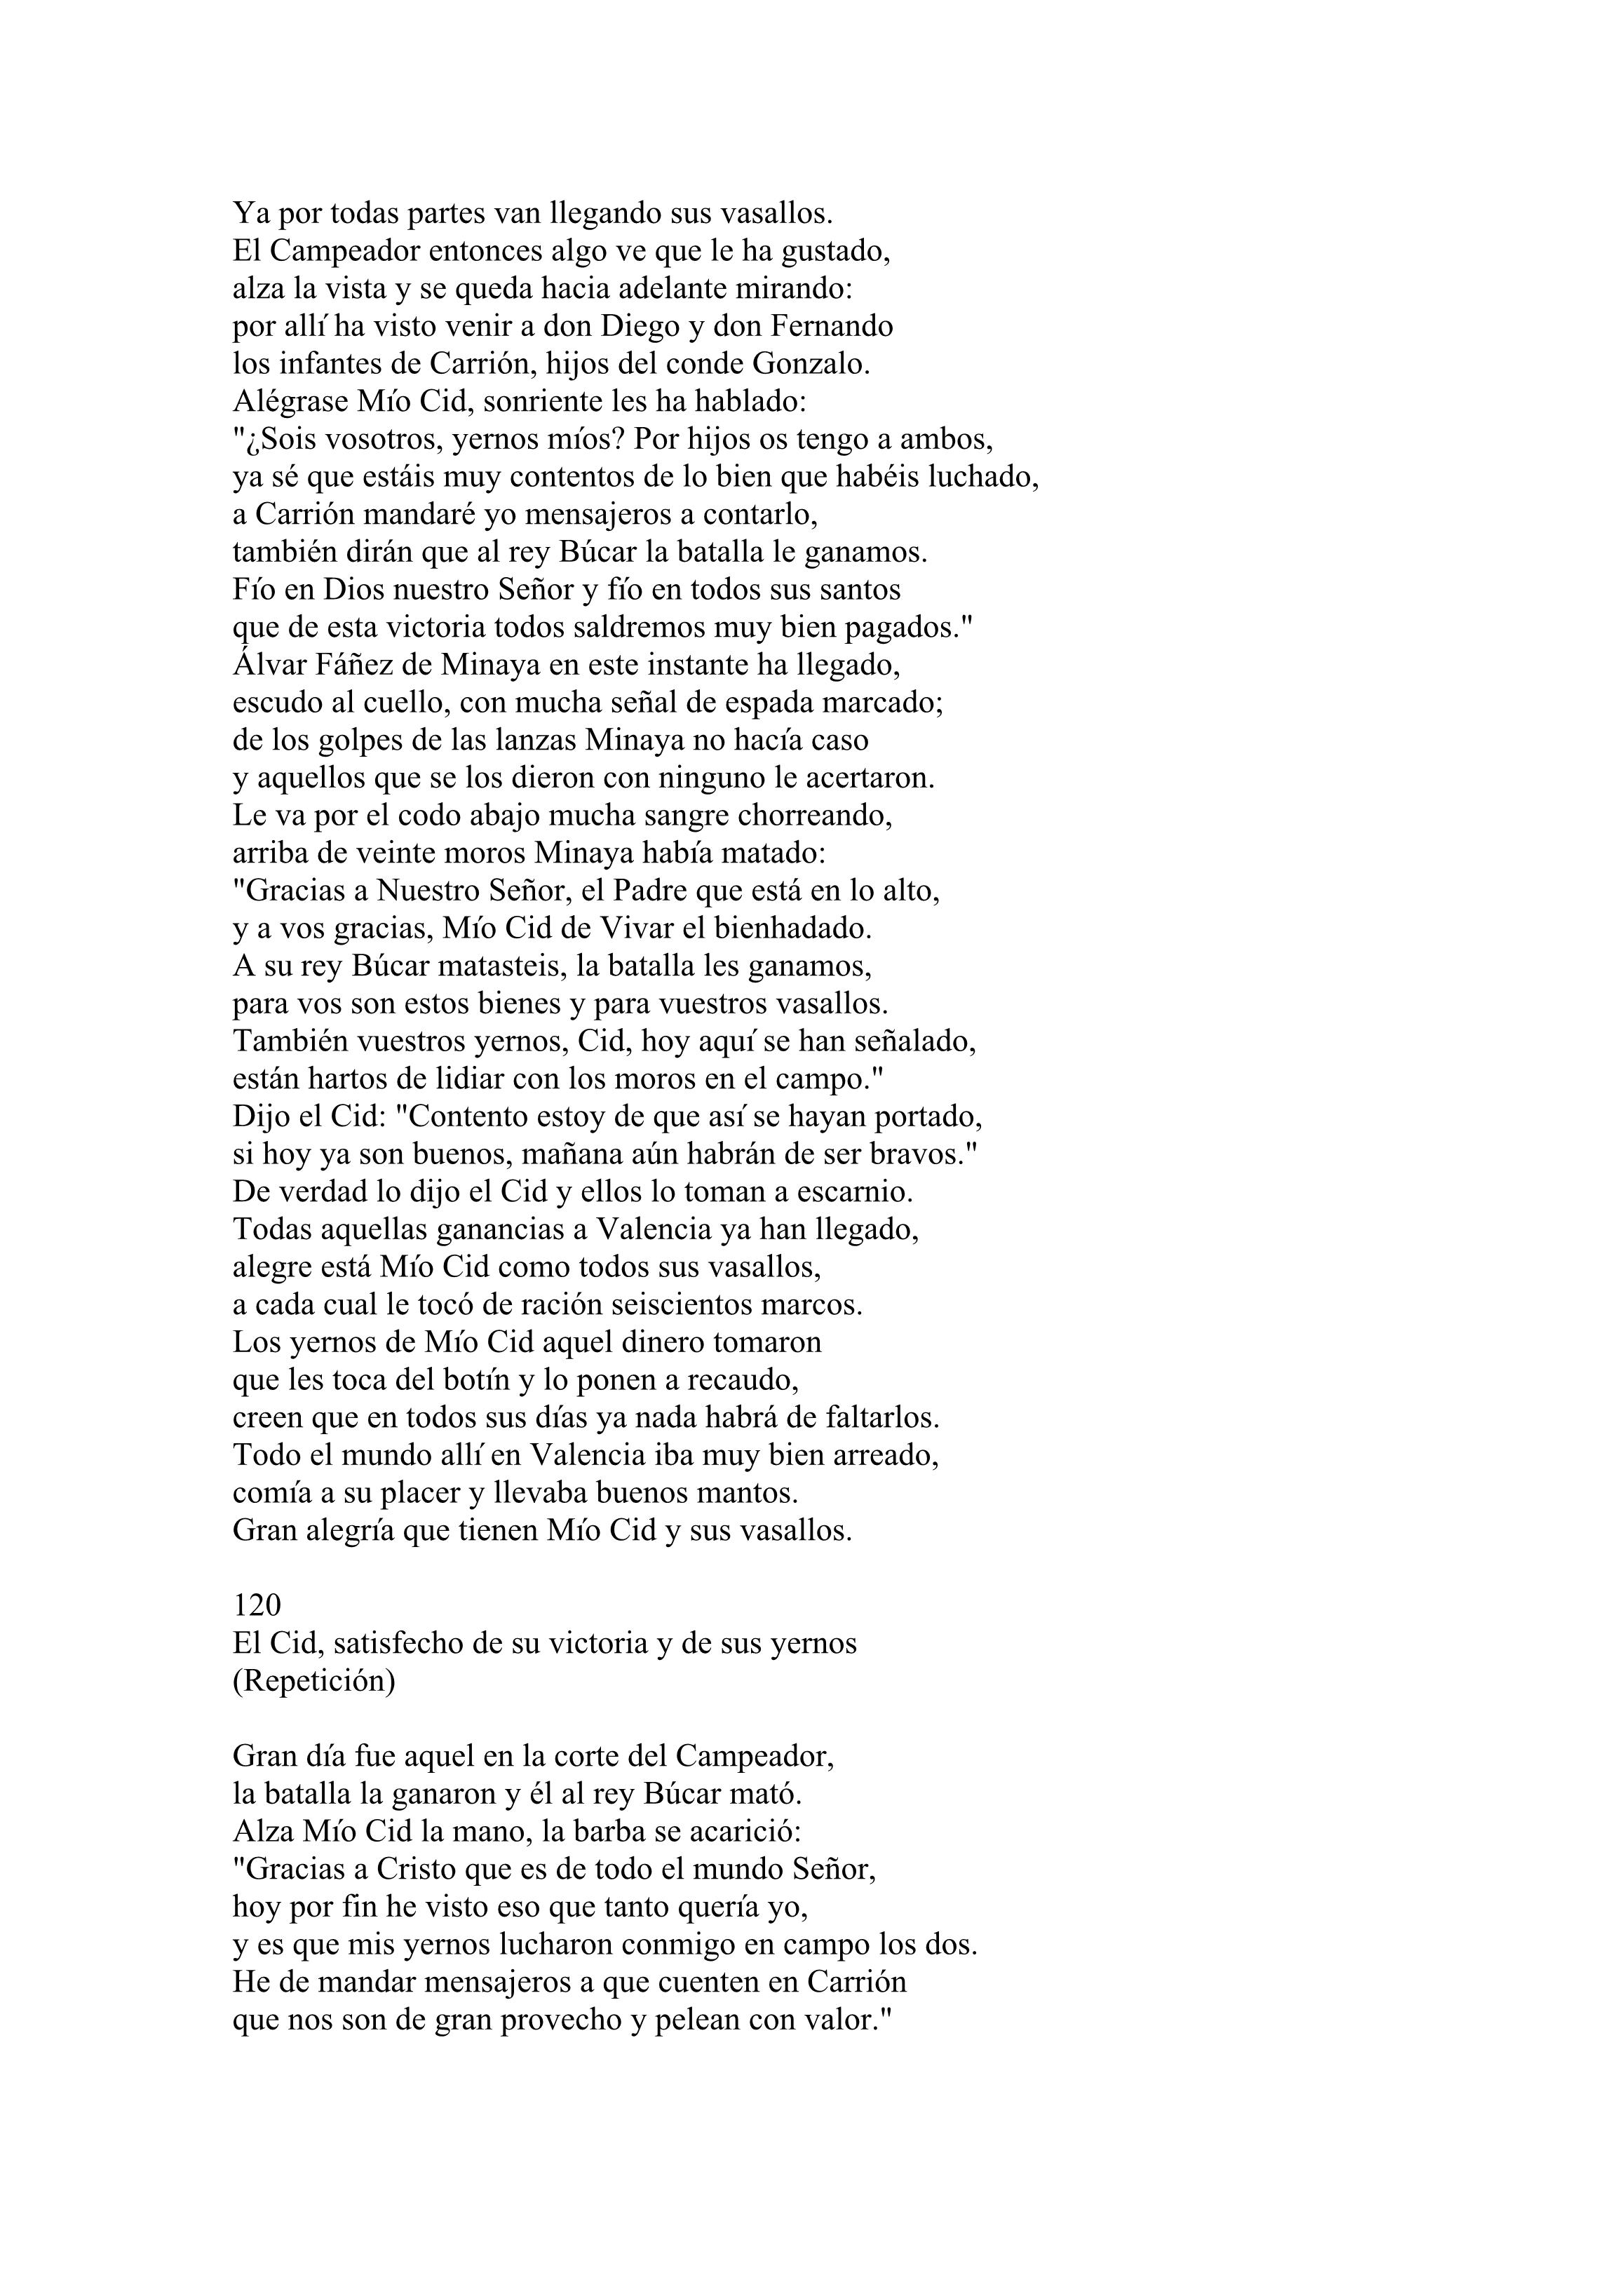 Ya por todas partes van llegando sus vasallos.
El Campeador entonces algo ve que le ha gustado,
alza la vista y se queda hacia adelante mirando:
por allí ha visto venir a don Diego y don Fernando
los infantes de Carrión, hijos del conde Gonzalo.
Alégrase Mío Cid, sonriente les ha hablado:
"¿Sois vosotros, yernos míos? Por hijos os tengo a ambos,
ya sé que estáis muy contentos de lo bien que habéis luchado,
a Carrión mandaré yo mensajeros a contarlo,
también dirán que al rey Búcar la batalla le ganamos.
Fío en Dios nuestro Señor y fío en todos sus santos
que de esta victoria todos saldremos muy bien pagados."
Álvar Fáñez de Minaya en este instante ha llegado,
escudo al cuello, con mucha señal de espada marcado;
de los golpes de las lanzas Minaya no hacía caso
y aquellos que se los dieron con ninguno le acertaron.
Le va por el codo abajo mucha sangre chorreando,
arriba de veinte moros Minaya había matado:
"Gracias a Nuestro Señor, el Padre que está en lo alto,
y a vos gracias, Mío Cid de Vivar el bienhadado.
A su rey Búcar matasteis, la batalla les ganamos,
para vos son estos bienes y para vuestros vasallos.
También vuestros yernos, Cid, hoy aquí se han señalado,
están hartos de lidiar con los moros en el campo."
Dijo el Cid: "Contento estoy de que así se hayan portado,
si hoy ya son buenos, mañana aún habrán de ser bravos."
De verdad lo dijo el Cid y ellos lo toman a escarnio.
Todas aquellas ganancias a Valencia ya han llegado,
alegre está Mío Cid como todos sus vasallos,
a cada cual le tocó de ración seiscientos marcos.
Los yernos de Mío Cid aquel dinero tomaron
que les toca del botín y lo ponen a recaudo,
creen que en todos sus días ya nada habrá de faltarlos.
Todo el mundo allí en Valencia iba muy bien arreado,
comía a su placer y llevaba buenos mantos.
Gran alegría que tienen Mío Cid y sus vasallos.

120
El Cid, satisfecho de su victoria y de sus yernos
(Repetición)

Gran día fue aquel en la corte del Campeador,
la batalla la ganaron y él al rey Búcar mató.
Alza Mío Cid la mano, la barba se acarició:
"Gracias a Cristo que es de todo el mundo Señor,
hoy por fin he visto eso que tanto quería yo,
y es que mis yernos lucharon conmigo en campo los dos.
He de mandar mensajeros a que cuenten en Carrión
que nos son de gran provecho y pelean con valor."